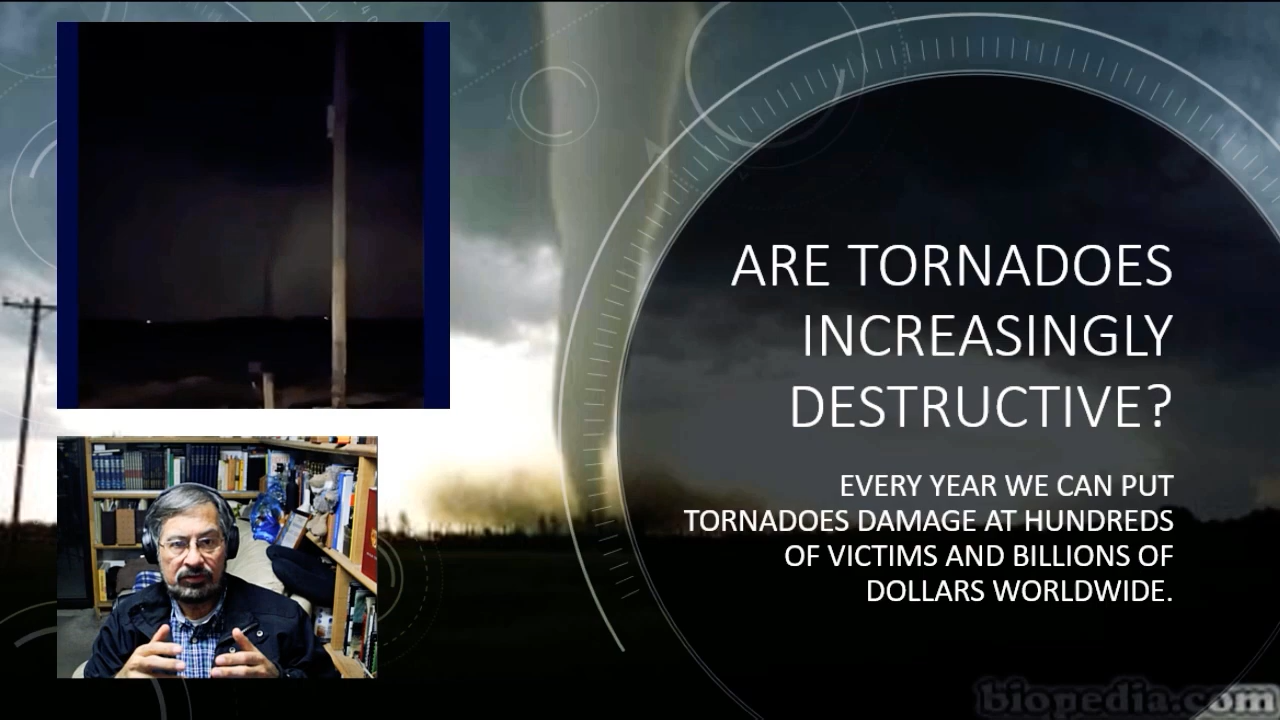 ARE TORNADOES
INCREASINGLY
DESTRUCTIVE?
EVERY YEAR WE CAN PUT
TORNADOES DAMAGE AT HUNDREDS
OF VICTIMS AND BILLIONS OF
DOLLARS WORLDWIDE.
biopedia.com